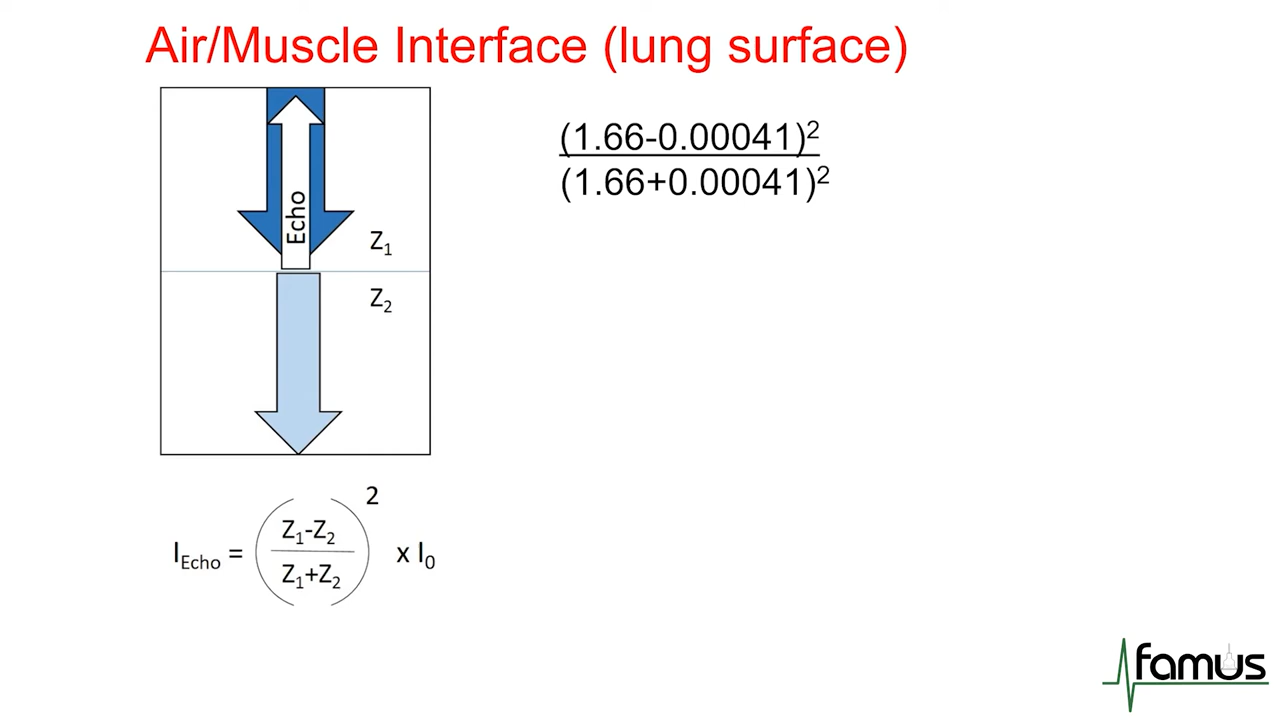 Air/Muscle Interface (lung surface)
(1.66-0.00041)²
(1.66+0.00041)²
Echo
Z₁
Z₂
2
Z₁-Z₂
I_Echo = x I₀
Z₁+Z₂
famus